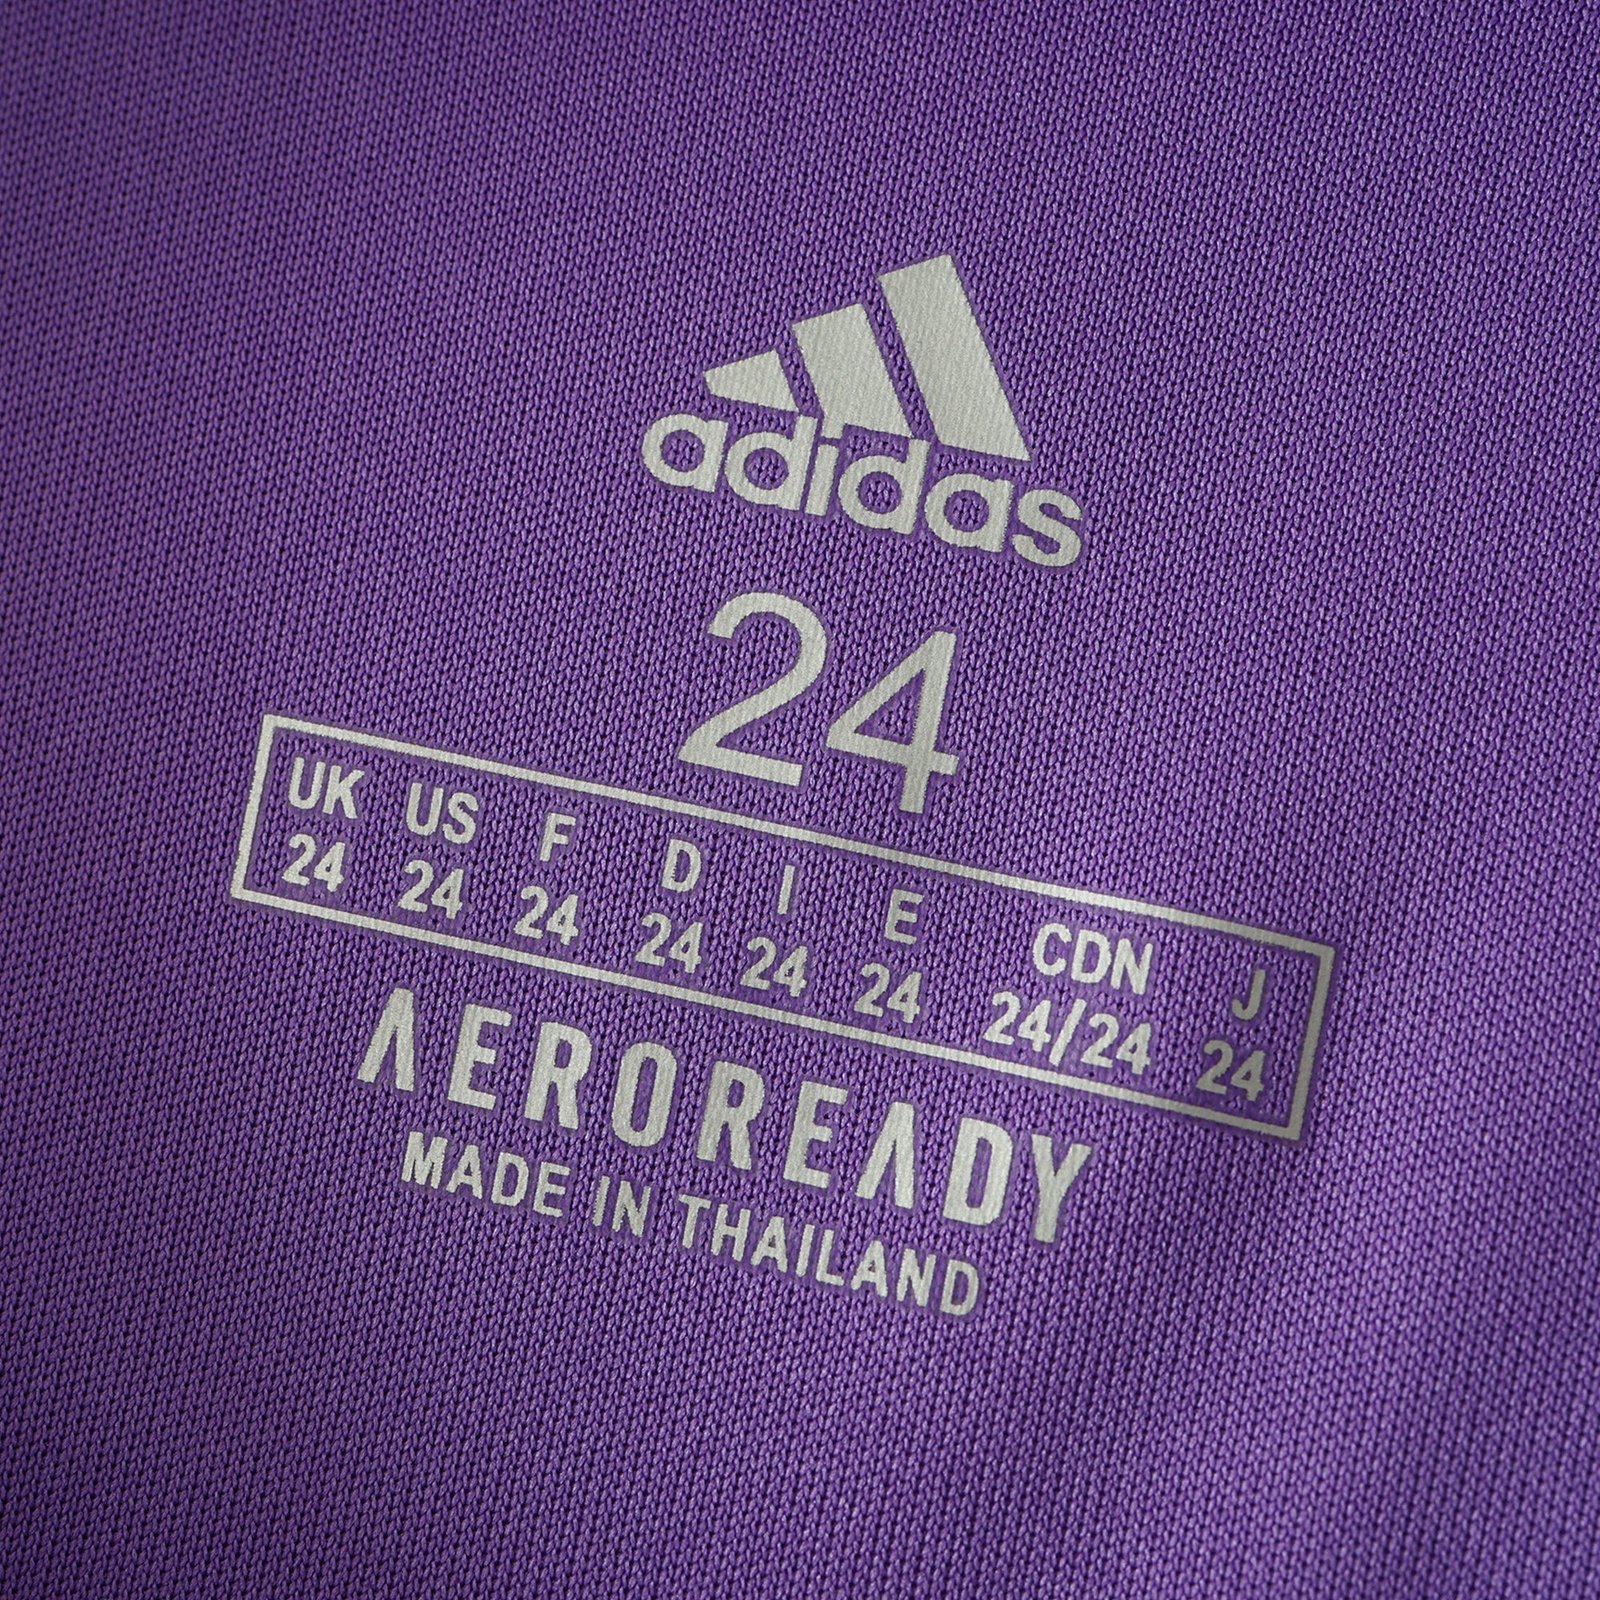 adidas
24
UK US F D I E CDN J
24 24 24 24 24 24 24/24 24
AEROREADY
MADE IN THAILAND